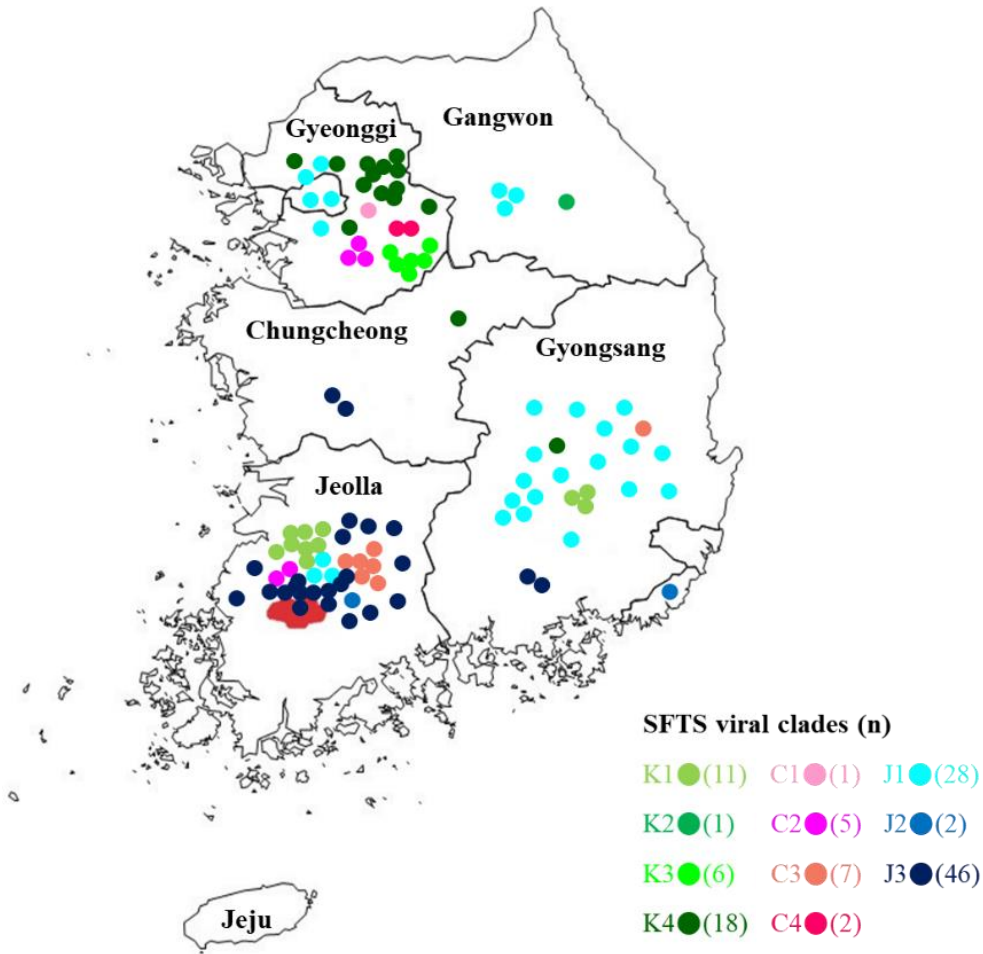 Gangwon
Gyeonggi
Chungcheong
Gyongsang
Jeolla
Jeju
SFTS viral clades (n)
K1 (11) C1 (1) J1 (28)
K2 (1) C2 (5) J2 (2)
K3 (6) C3 (7) J3 (46)
K4 (18) C4 (2)